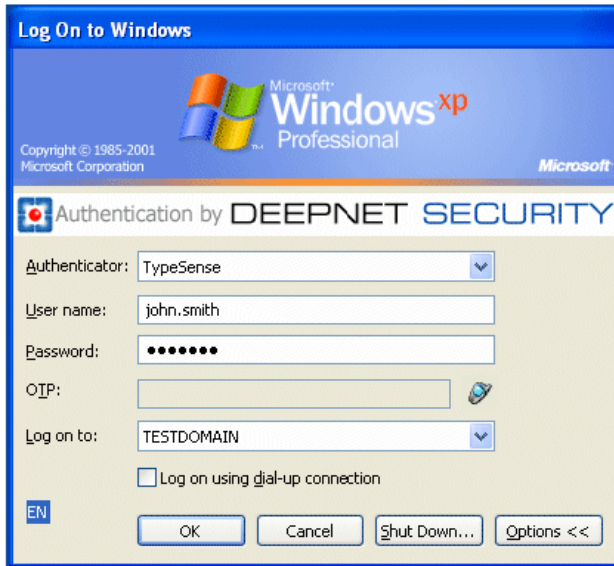 Log On to Windows
Microsoft
Windows xp
Professional
Copyright © 1985-2001
Microsoft Corporation
Microsoft
Authentication by DEEPNET SECURITY
Authenticator: TypeSense
User name: john.smith
Password: •••••••
OTP:
Log on to: TESTDOMAIN
Log on using dial-up connection
EN
OK Cancel Shut Down... Options <<